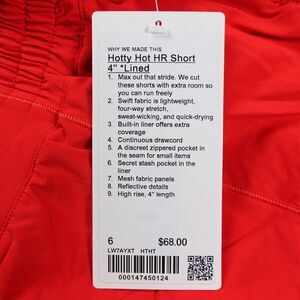 WHY WE MADE THIS
Hotty Hot HR Short
4" *Lined
1. Max out that stride. We cut
these shorts with extra room so
you can run freely
2. Swift fabric is lightweight,
four-way stretch,
sweat-wicking, and quick-drying
3. Built-in liner offers extra
coverage
4. Continuous drawcord
5. A discreet zippered pocket in
the seam for small items
6. Secret stash pocket in the
liner
7. Mesh fabric panels
8. Reflective details
9. High rise, 4" length
6 $68.00
LW7AYXT HTHT
000147450124